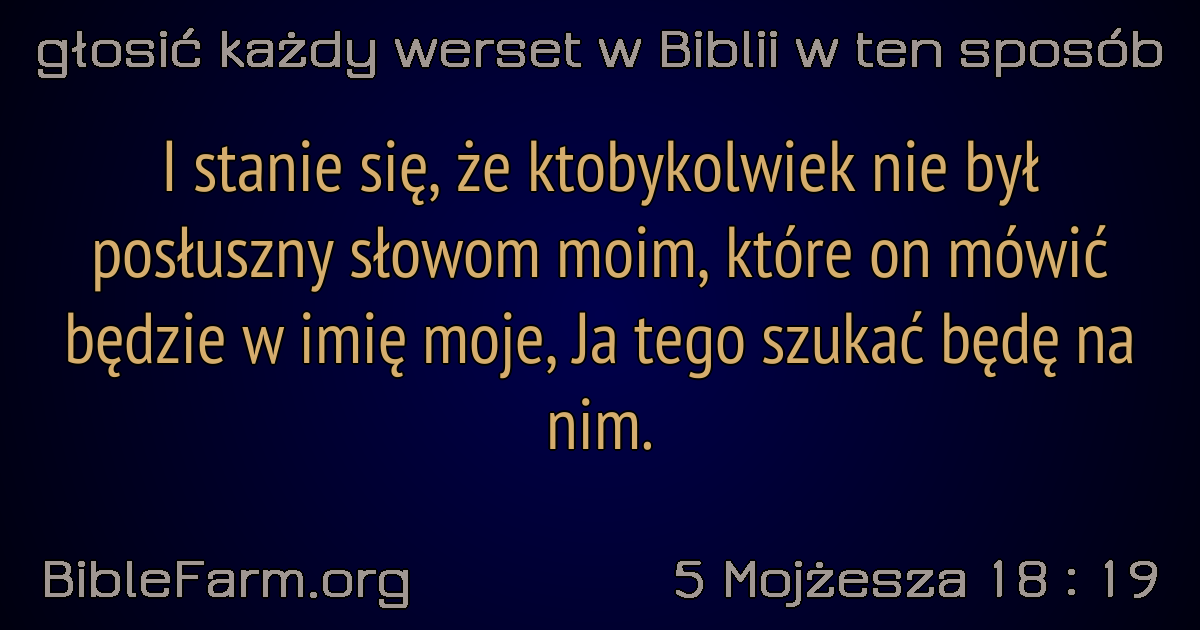 głosić każdy werset w Biblii w ten sposób
I stanie się, że ktobykolwiek nie był
posłuszny słowom moim, które on mówić
będzie w imię moje, Ja tego szukać będę na
nim.
BibleFarm.org
5 Mojżesza 18 : 19